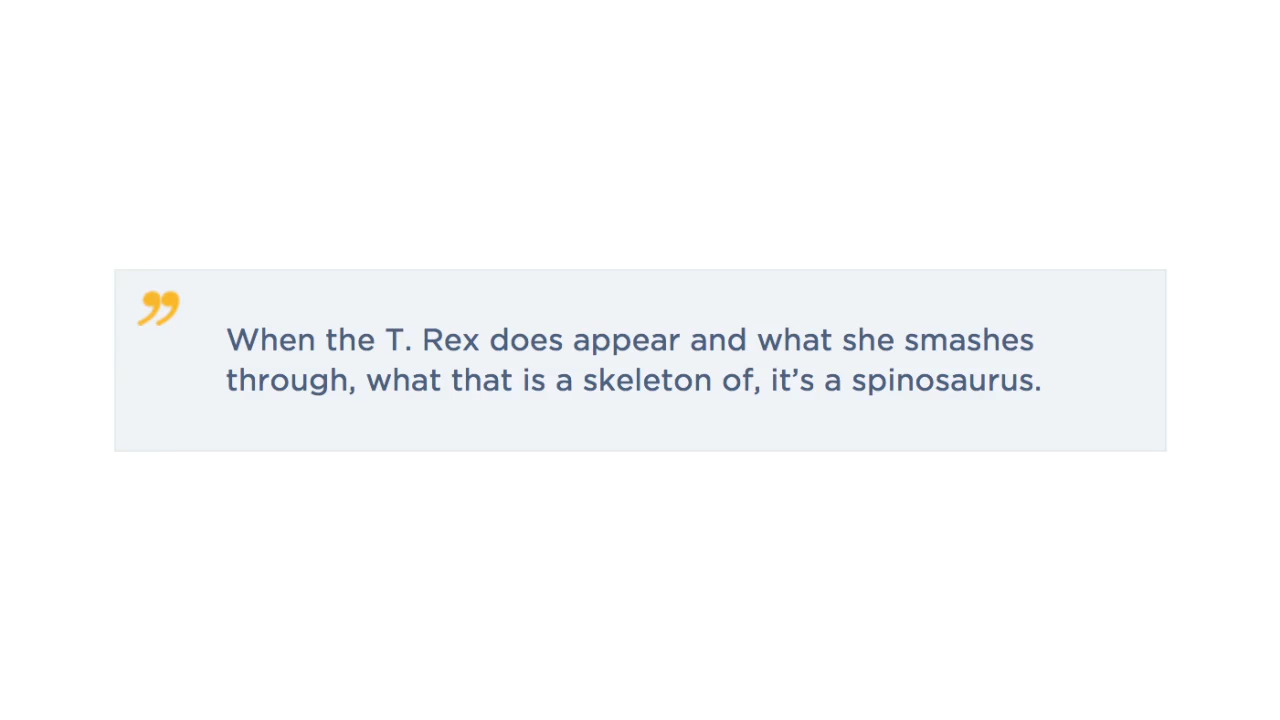 ”
When the T. Rex does appear and what she smashes
through, what that is a skeleton of, it’s a spinosaurus.